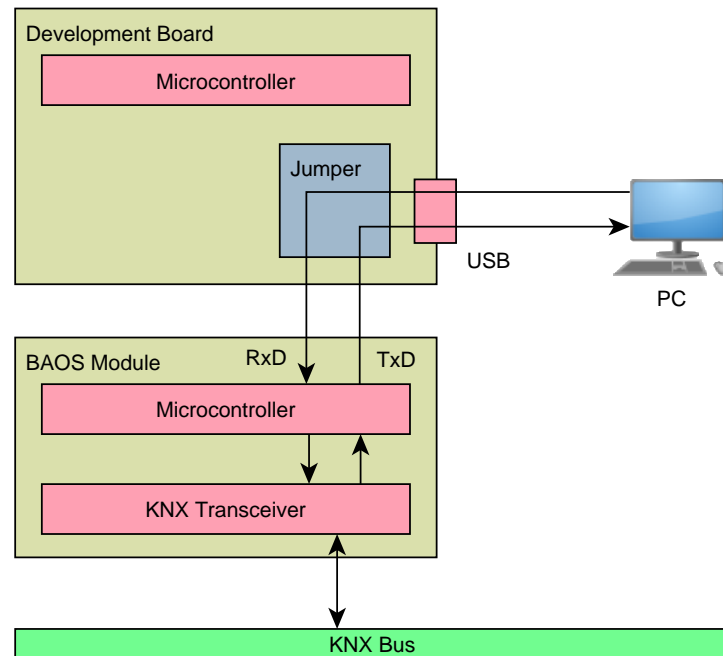 Development Board
Microcontroller
Jumper
USB
PC
BAOS Module
RxD
TxD
Microcontroller
KNX Transceiver
KNX Bus